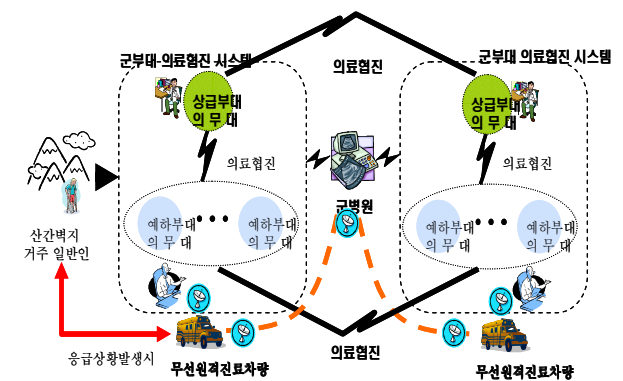 군부대-의료협진 시스템
의료협진
군부대 의료협진 시스템
상급부대
의 무 대
상급부대
의 무 대
의료협진
의료협진
군병원
예하부대
의 무 대
예하부대
의 무 대
예하부대
의 무 대
예하부대
의 무 대
산간벽지
거주 일반인
응급상황발생시
무선원격진료차량
의료협진
무선원격진료차량